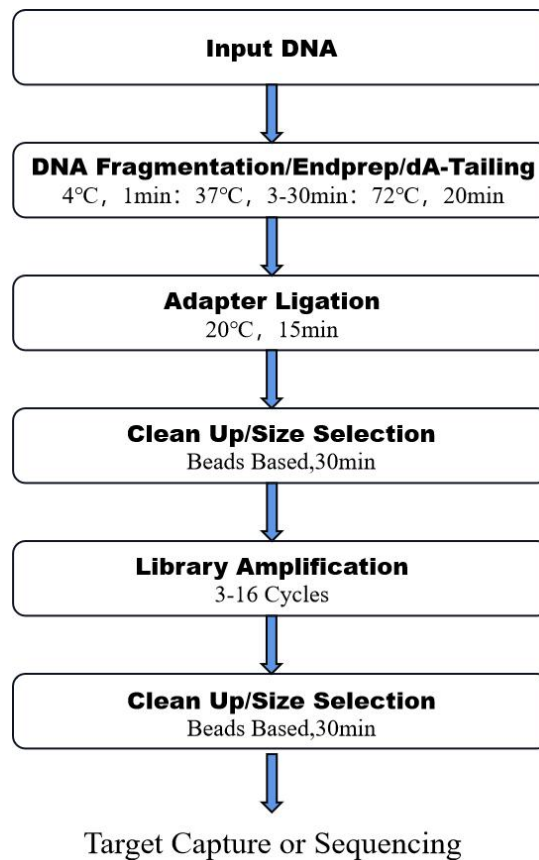 Input DNA
DNA Fragmentation/Endprep/dA-Tailing
4℃，1min：37℃，3-30min：72℃，20min
Adapter Ligation
20℃，15min
Clean Up/Size Selection
Beads Based,30min
Library Amplification
3-16 Cycles
Clean Up/Size Selection
Beads Based,30min
Target Capture or Sequencing